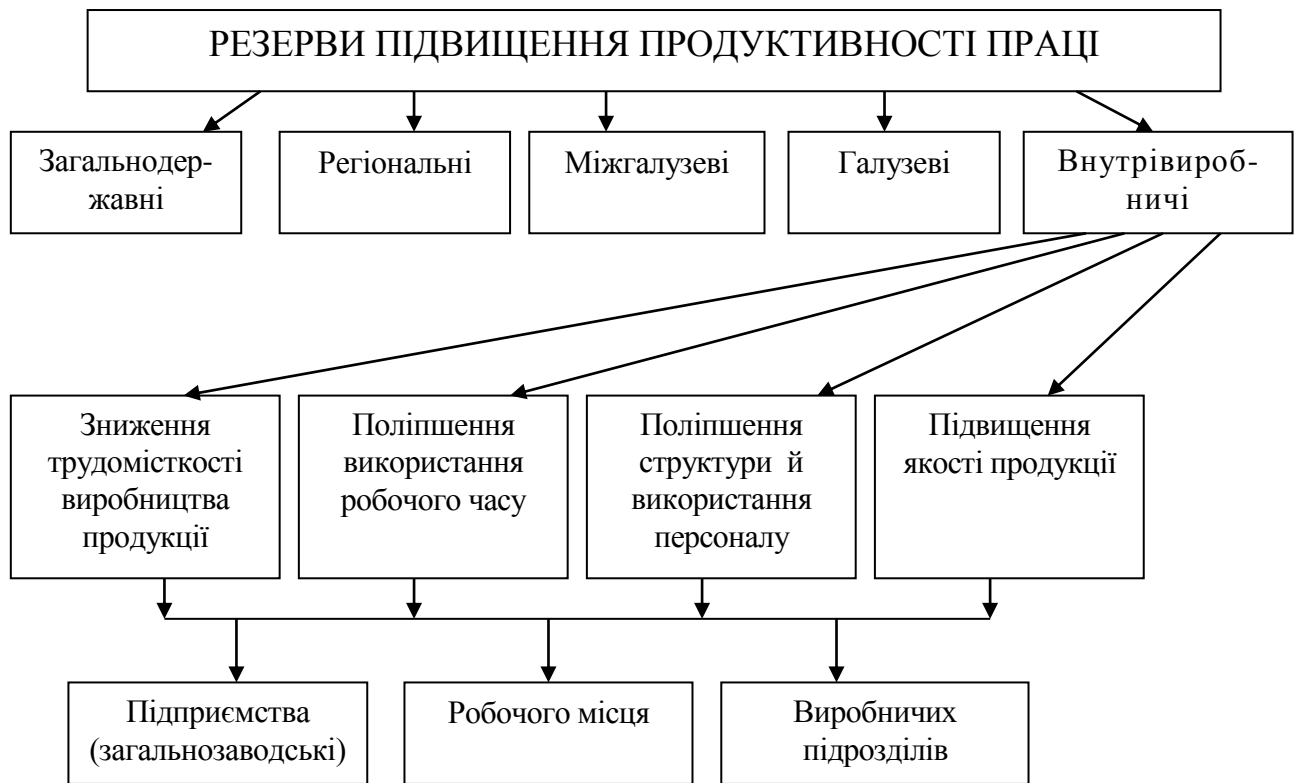 РЕЗЕРВИ ПІДВИЩЕННЯ ПРОДУКТИВНОСТІ ПРАЦІ
Загальнодер-
жавні
Регіональні
Міжгалузеві
Галузеві
Внутрівироб-
ничі
Зниження
трудомісткості
виробництва
продукції
Поліпшення
використання
робочого часу
Поліпшення
структури й
використання
персоналу
Підвищення
якості продукції
Підприємства
(загальнозаводські)
Робочого місця
Виробничих
підрозділів